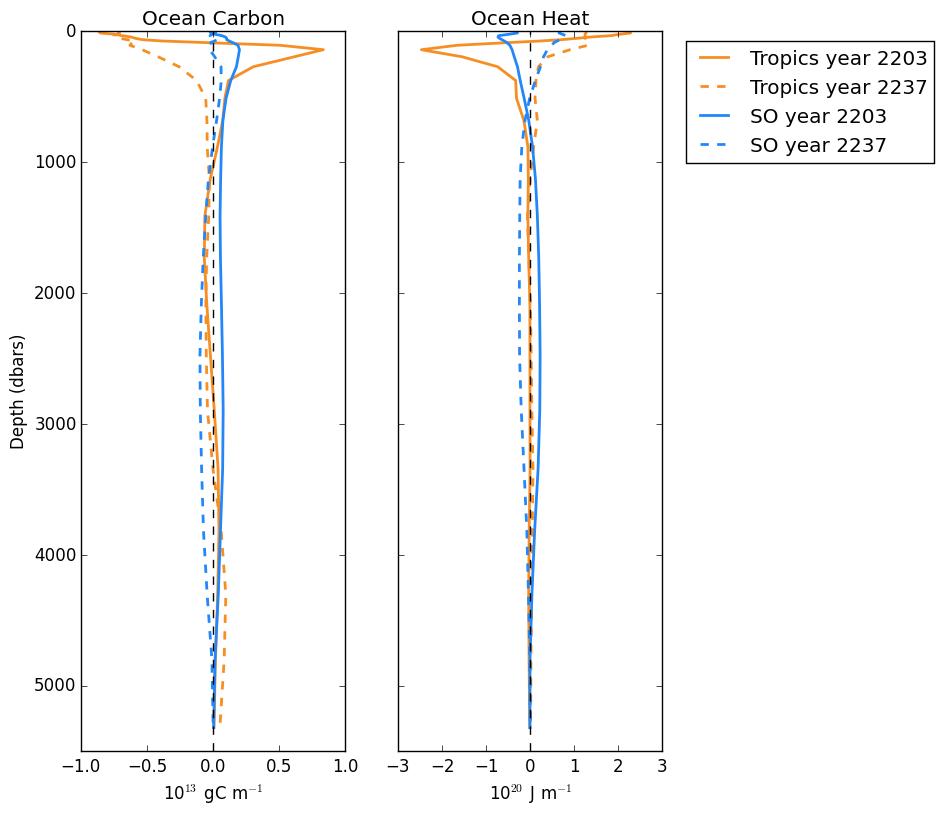 Ocean Carbon
Ocean Heat
Tropics year 2203
Tropics year 2237
SO year 2203
SO year 2237
Depth (dbars)
0
1000
2000
3000
4000
5000
−1.0 −0.5 0.0 0.5 1.0
−3 −2 −1 0 1 2 3
10¹³ gC m⁻¹
10²⁰ J m⁻¹